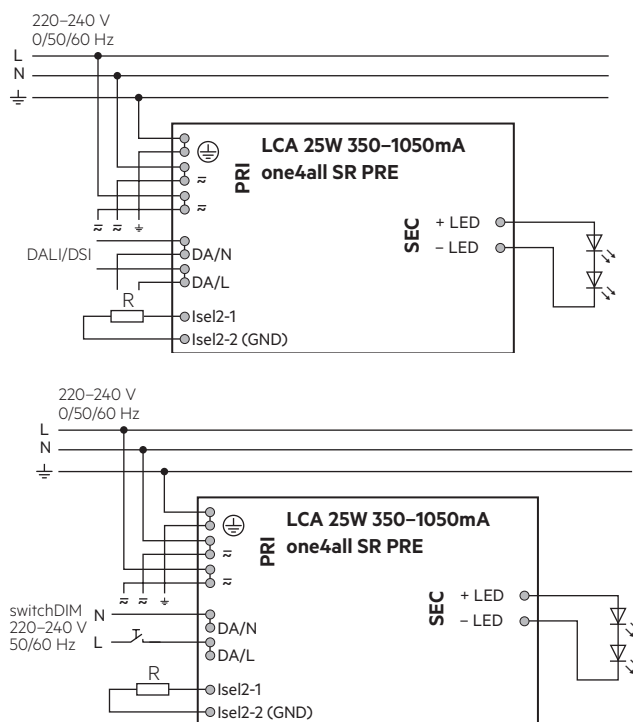 220–240 V
0/50/60 Hz
L
N
LCA 25W 350–1050mA
one4all SR PRE
PRI
SEC
+ LED
– LED
DALI/DSI
DA/N
DA/L
R
Isel2-1
Isel2-2 (GND)
220–240 V
0/50/60 Hz
L
N
LCA 25W 350–1050mA
one4all SR PRE
PRI
SEC
+ LED
– LED
switchDIM
N
220–240 V
L
50/60 Hz
DA/N
DA/L
R
Isel2-1
Isel2-2 (GND)